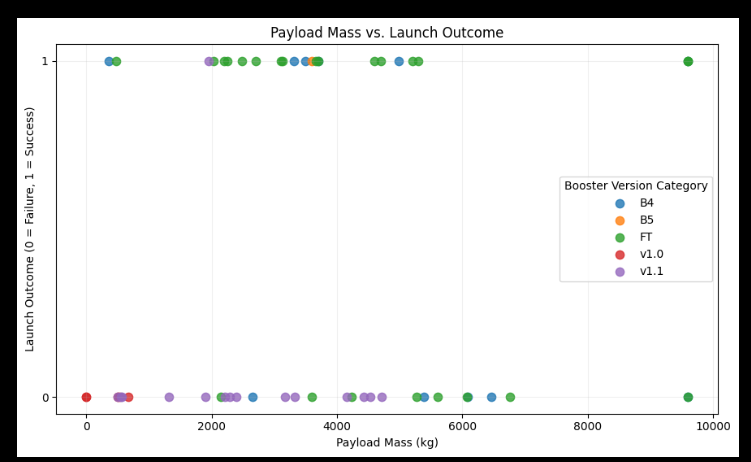 Payload Mass vs. Launch Outcome
Launch Outcome (0 = Failure, 1 = Success)
1
0
Booster Version Category
B4
B5
FT
v1.0
v1.1
0 2000 4000 6000 8000 10000
Payload Mass (kg)